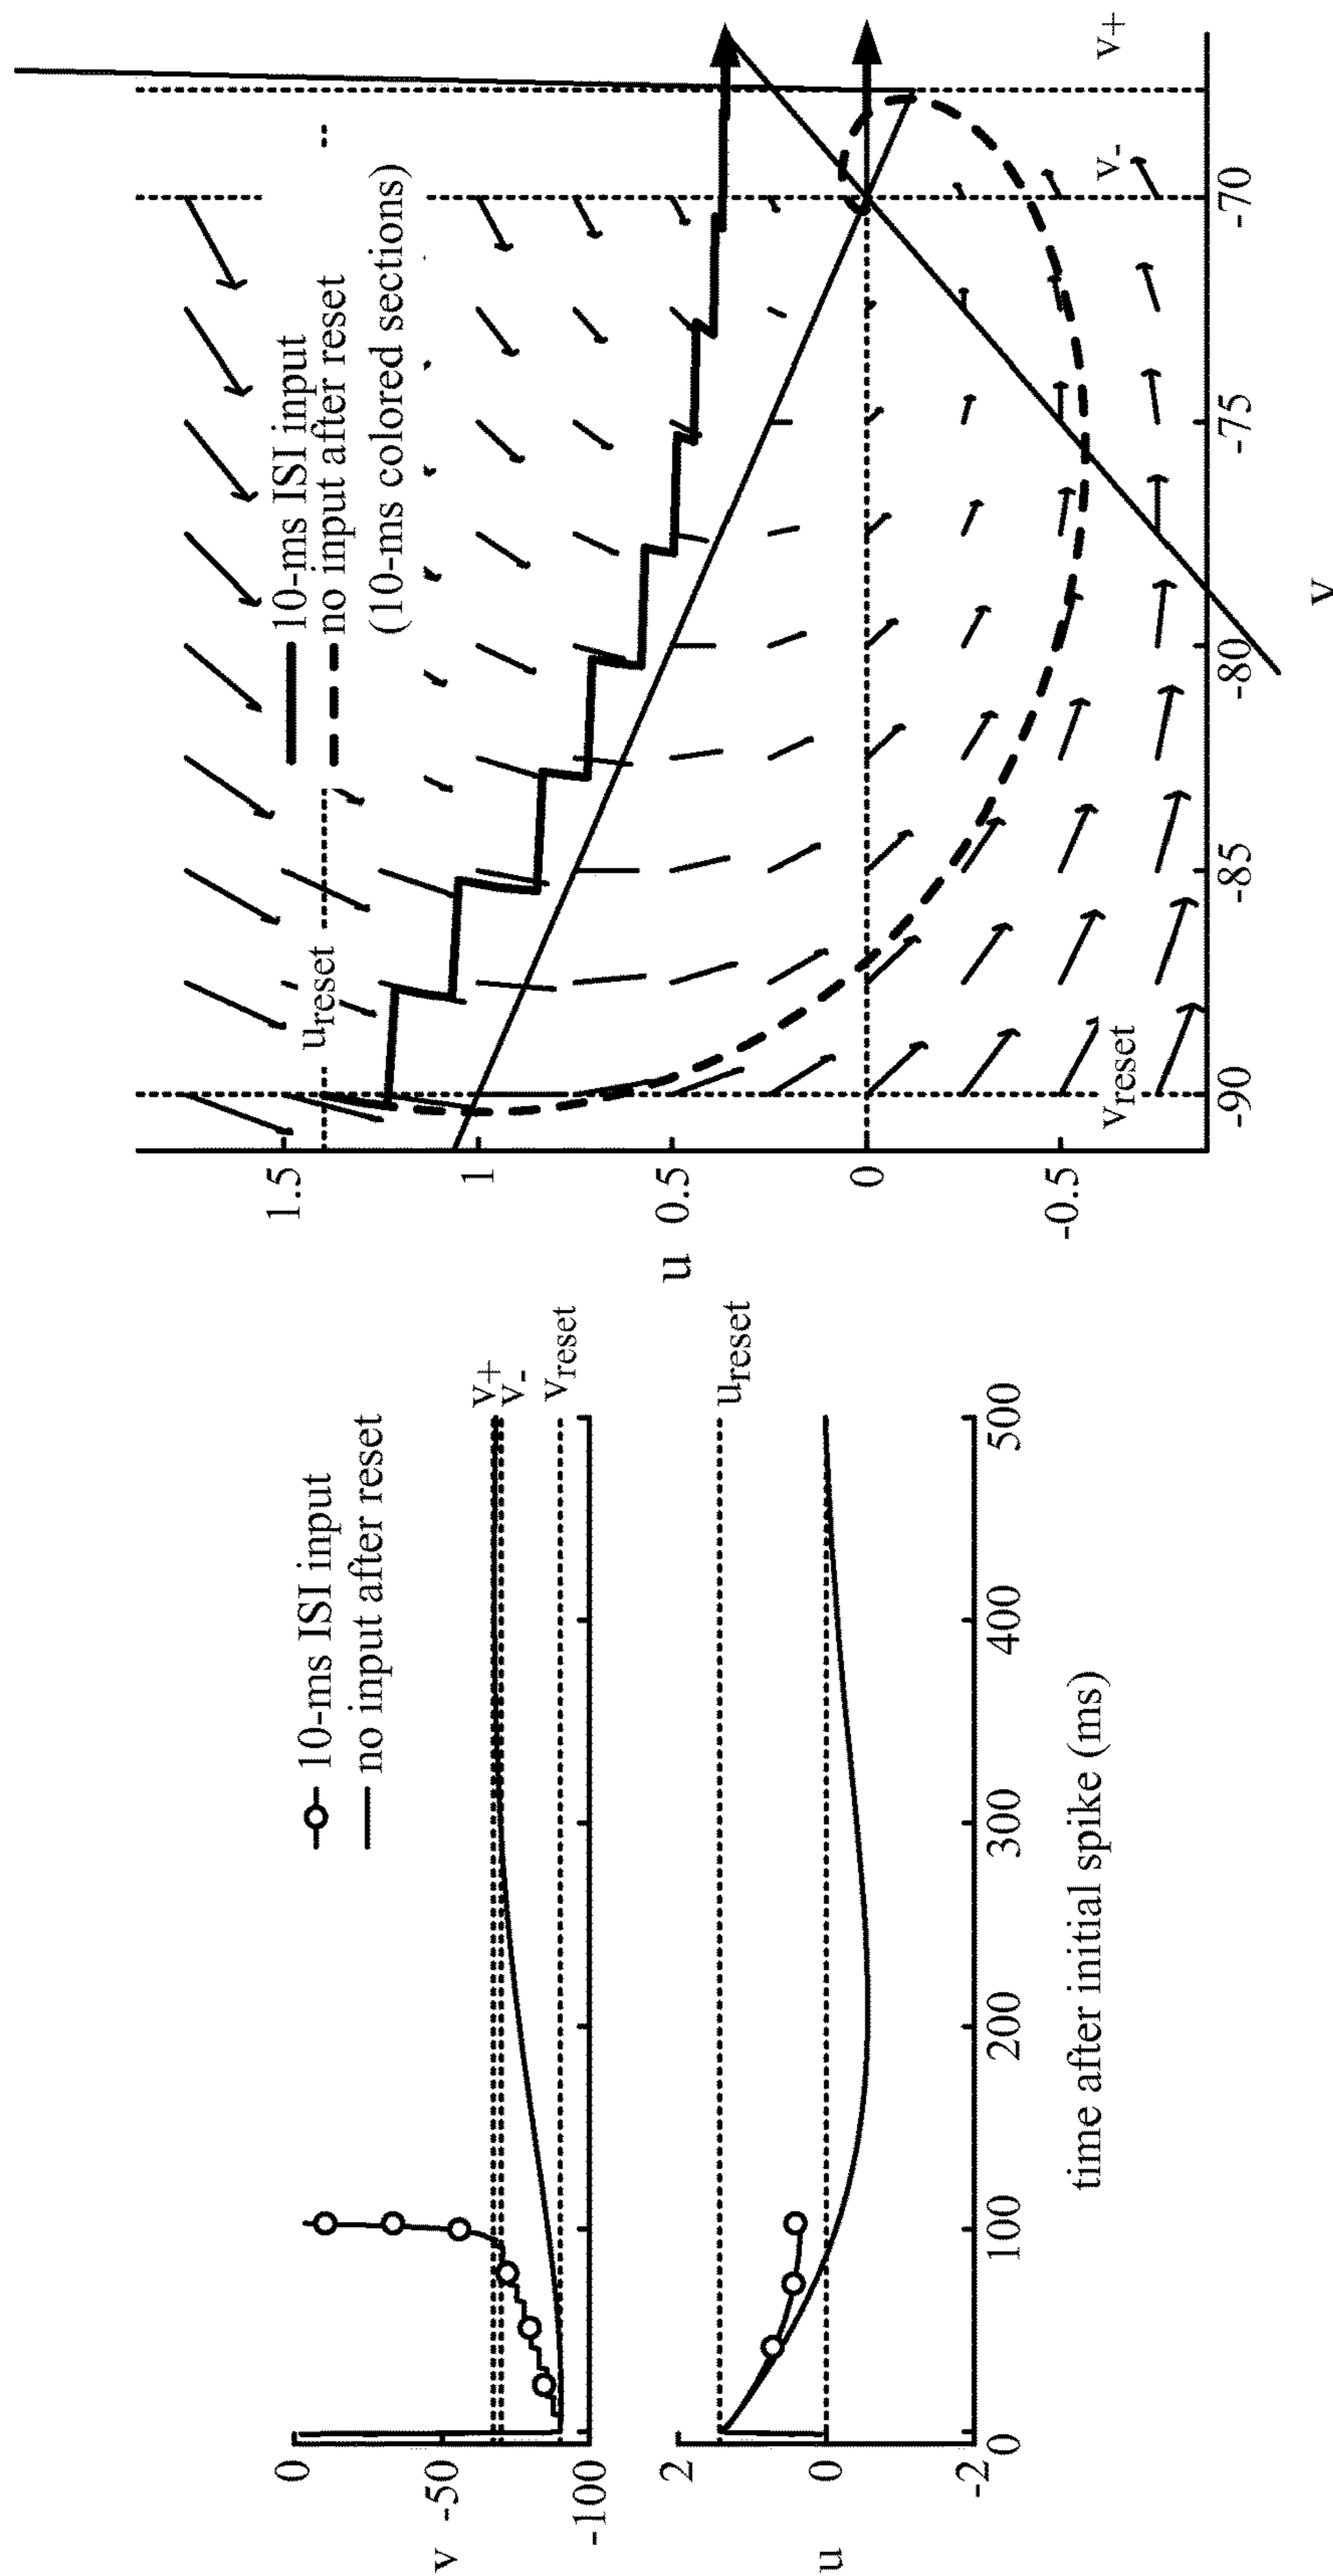 10-ms ISI input
no input after reset
v
0
-50
-100
v+
v-
vreset
u
2
0
-2
ureset
0
100
200
300
400
500
time after initial spike (ms)
10-ms ISI input
no input after reset
(10-ms colored sections)
ureset
u
1.5
1
0.5
0
-0.5
vreset
v-
v+
-90
-85
-80
-75
-70
v